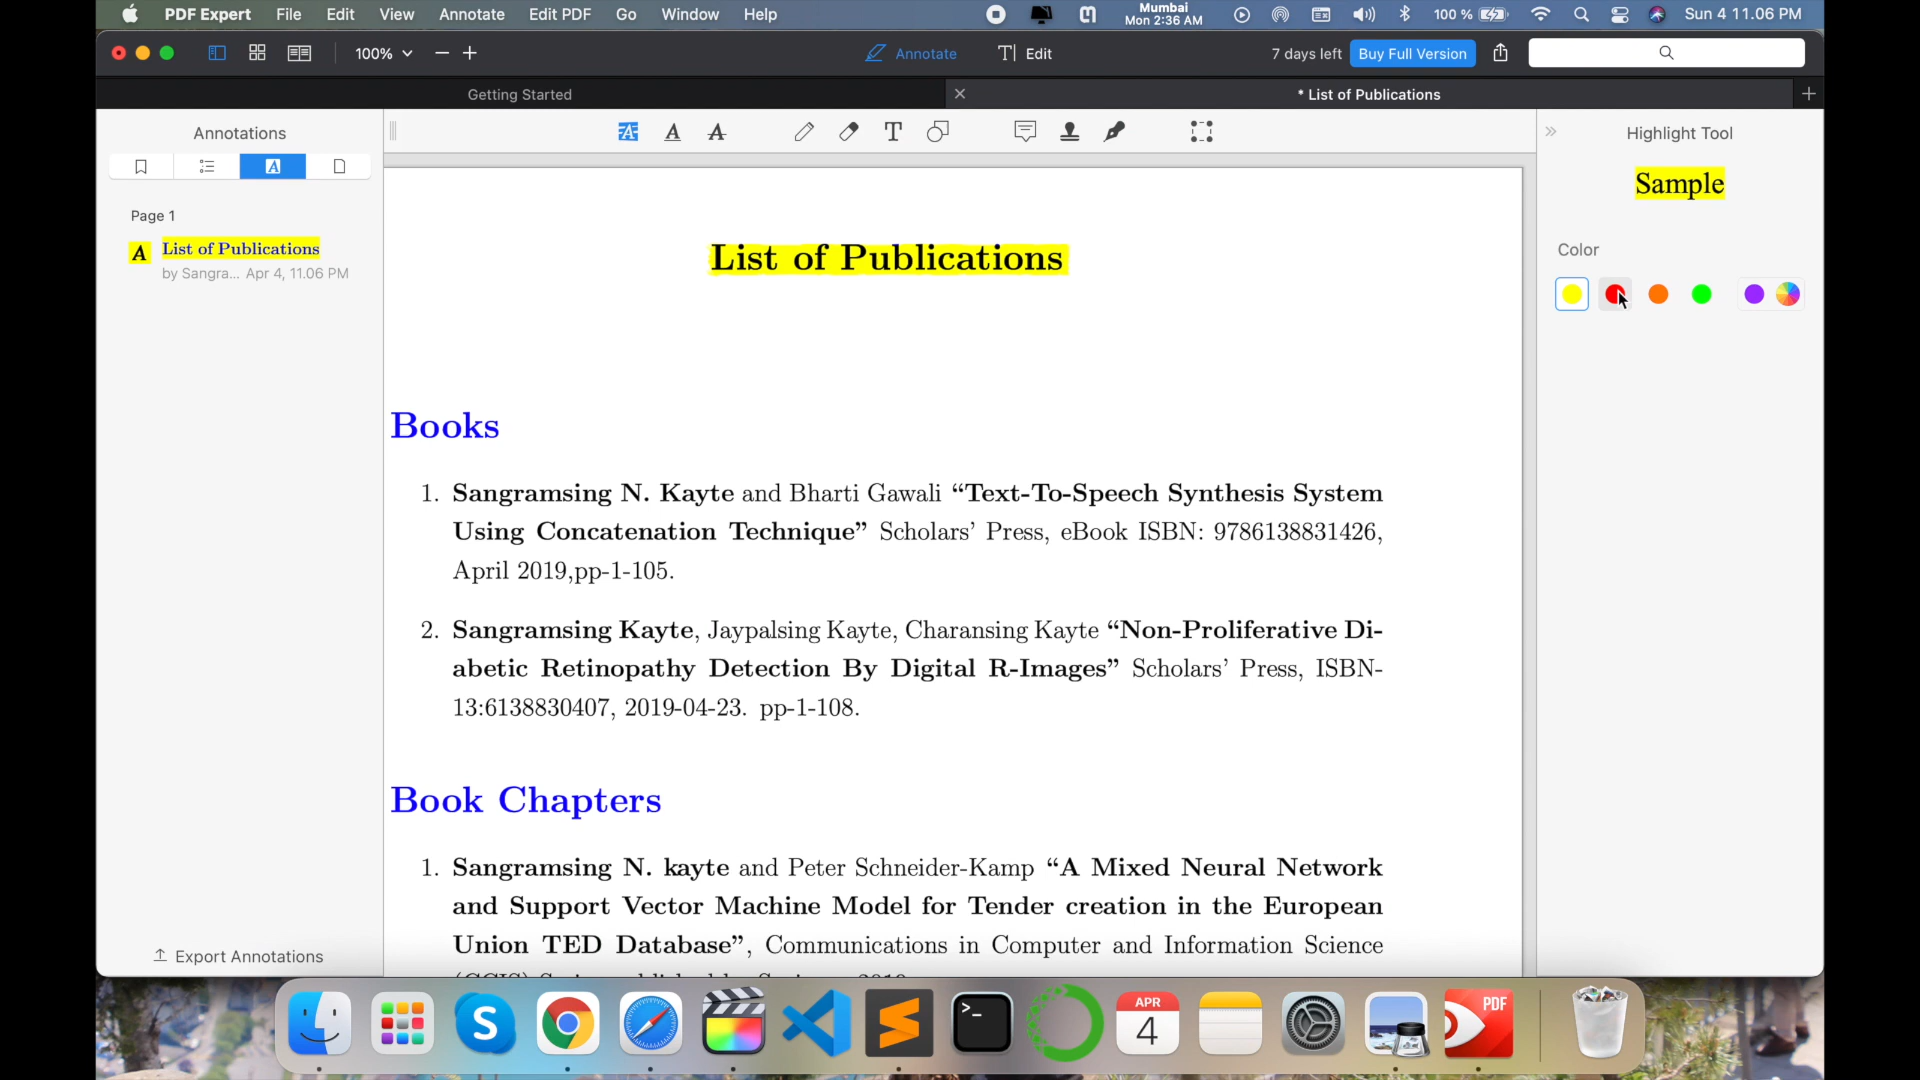 PDF Expert File Edit View Annotate Edit PDF Go Window Help Mumbai Mon 2:36 AM 100 % Sun 4 11.06 PM
100% Annotate Edit 7 days left Buy Full Version
Getting Started
* List of Publications
Annotations
Page 1
A List of Publications
by Sangra... Apr 4, 11.06 PM
Export Annotations
List of Publications
Books
1. Sangramsing N. Kayte and Bharti Gawali “Text-To-Speech Synthesis System
Using Concatenation Technique” Scholars’ Press, eBook ISBN: 9786138831426,
April 2019,pp-1-105.
2. Sangramsing Kayte, Jaypalsing Kayte, Charansing Kayte “Non-Proliferative Di-
abetic Retinopathy Detection By Digital R-Images” Scholars’ Press, ISBN-
13:6138830407, 2019-04-23. pp-1-108.
Book Chapters
1. Sangramsing N. kayte and Peter Schneider-Kamp “A Mixed Neural Network
and Support Vector Machine Model for Tender creation in the European
Union TED Database”, Communications in Computer and Information Science
Highlight Tool
Sample
Color
APR
4
PDF